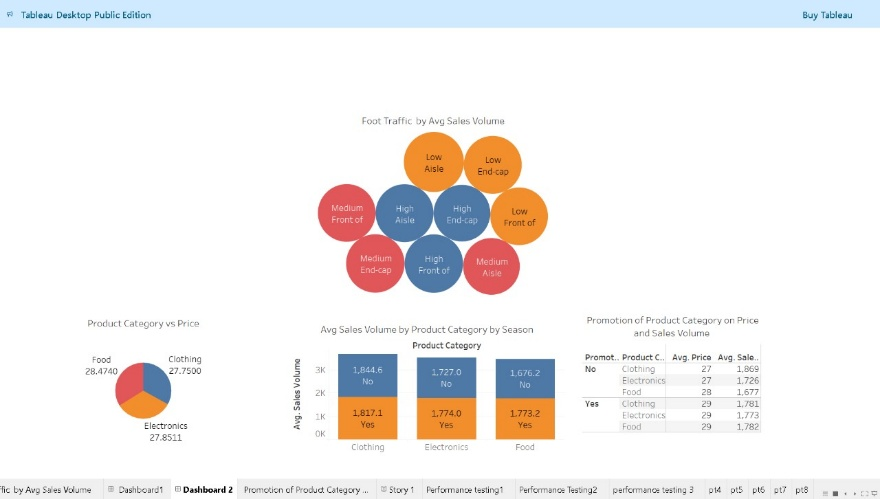 Tableau Desktop Public Edition Buy Tableau
Foot Traffic by Avg Sales Volume
Low
Aisle
Low
End-cap
Medium
Front of
High
Aisle
High
End-cap
Low
Front of
Medium
End-cap
High
Front of
Medium
Aisle
Product Category vs Price
Food
28.4740
Clothing
27.7500
Electronics
27.8511
Avg Sales Volume by Product Category by Season
Product Category
Avg. Sales Volume
3K
2K
1K
0K
1,844.6
No
1,727.0
No
1,676.2
No
1,817.1
Yes
1,774.0
Yes
1,773.2
Yes
Clothing Electronics Food
Promotion of Product Category on Price
and Sales Volume
Promot.. Product C.. Avg. Price Avg. Sale..
No Clothing 27 1,869
Electronics 27 1,726
Food 28 1,677
Yes Clothing 29 1,781
Electronics 29 1,773
Food 29 1,782
fic by Avg Sales Volume Dashboard1 Dashboard 2 Promotion of Product Category ... Story 1 Performance testing1 Performance Testing2 performance testing 3 pt4 pt5 pt6 pt7 pt8